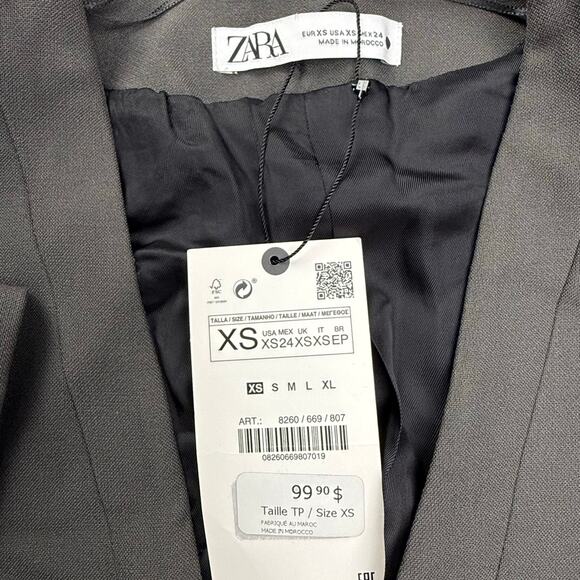 ZARA
EUR XS USA XS MEX 24
MADE IN MOROCCO
FSC
TALLA / SIZE / TAMANHO / TAILLE / MAAT / ΜΕΓΕΘΟΣ
XS
USA MEX UK IT BR
XS 24 XS XS EP
XS S M L XL
ART.: 8260 / 669 / 807
08260669807019
99 90 $
Taille TP / Size XS
FABRIQUÉ AU MAROC
MADE IN MOROCCO